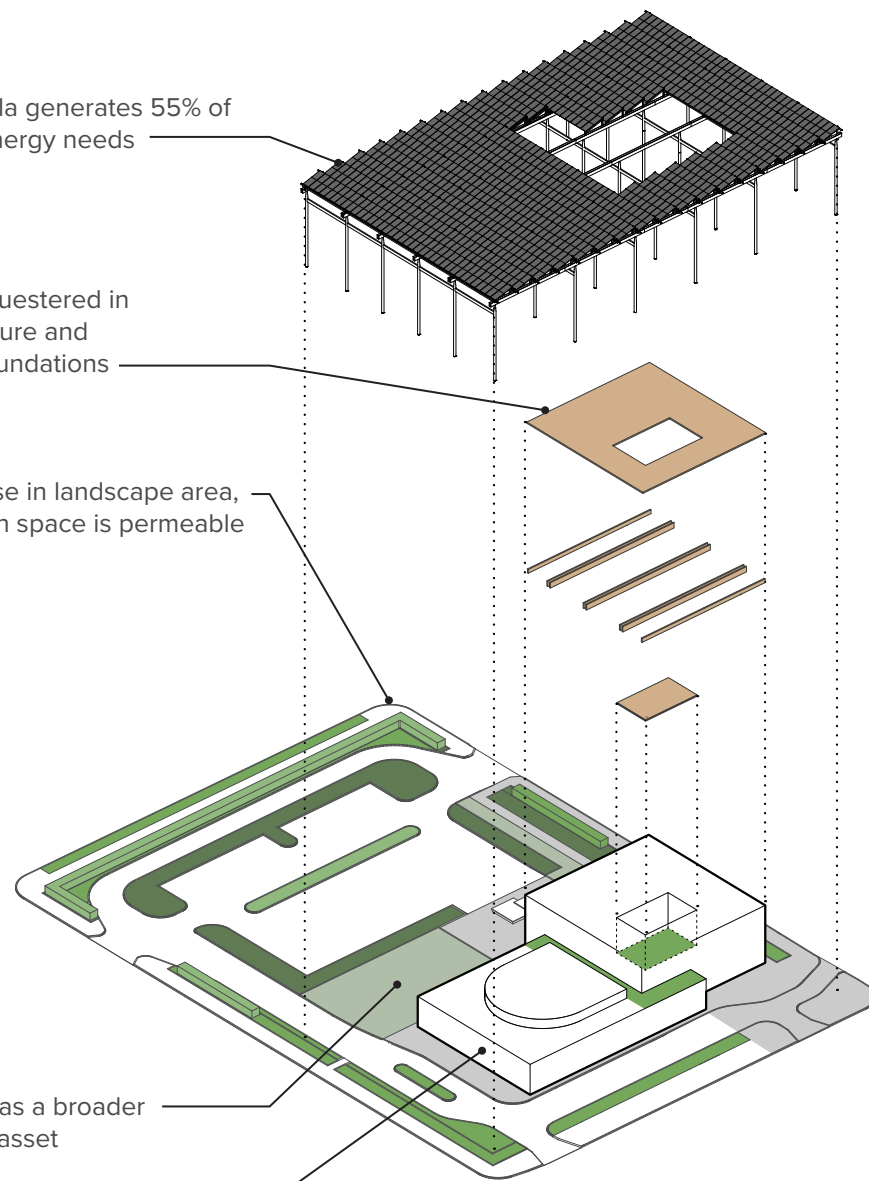 la generates 55% of
nergy needs
uestered in
ure and
undations
se in landscape area,
n space is permeable
as a broader
asset